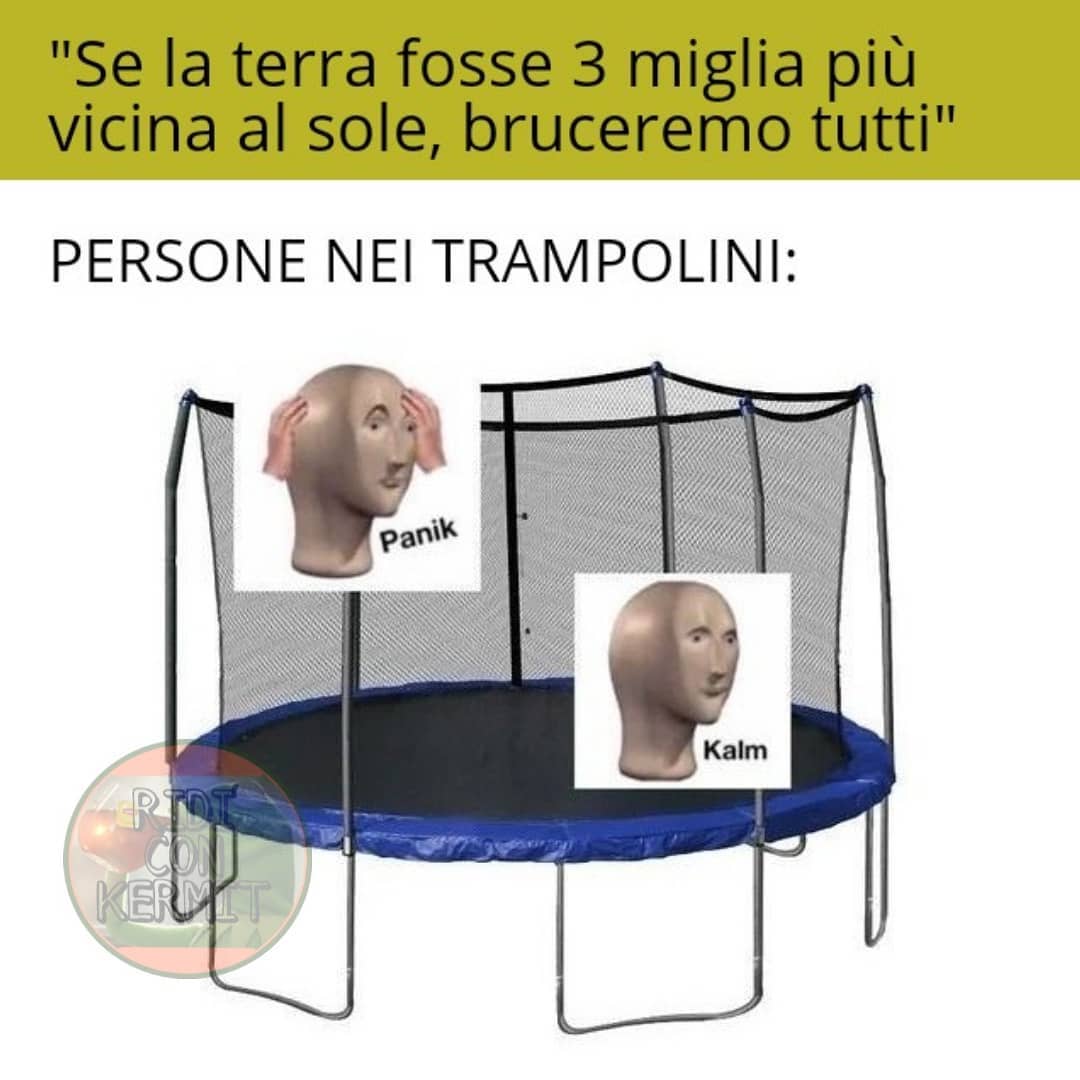 "Se la terra fosse 3 miglia più
vicina al sole, bruceremo tutti"
PERSONE NEI TRAMPOLINI:
Panik
Kalm
RIDI
CON
KERMIT